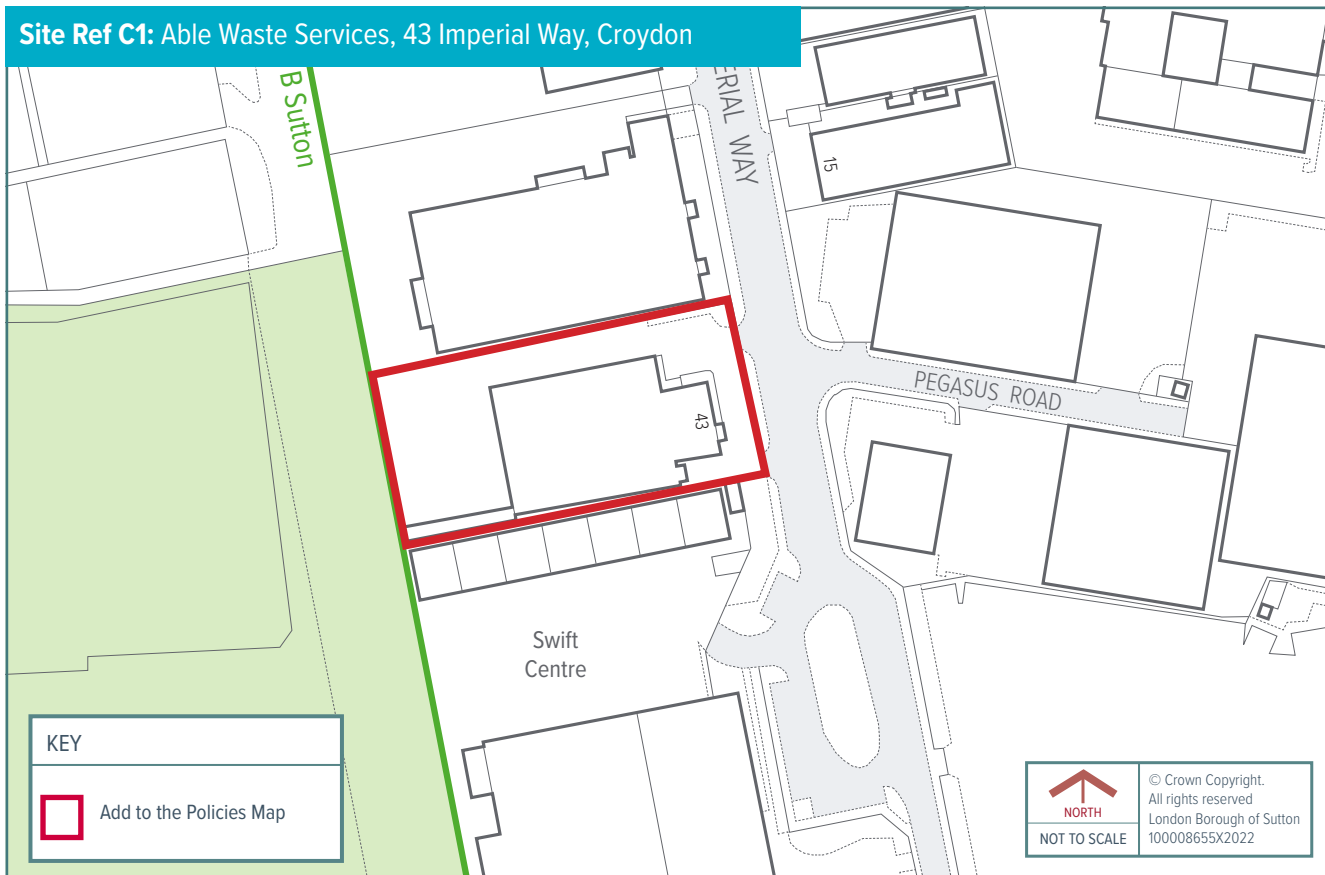 Site Ref C1: Able Waste Services, 43 Imperial Way, Croydon
B Sutton
ERIAL WAY
15
PEGASUS ROAD
43
Swift
Centre
KEY
Add to the Policies Map
NORTH
NOT TO SCALE
© Crown Copyright.
All rights reserved
London Borough of Sutton
100008655X2022